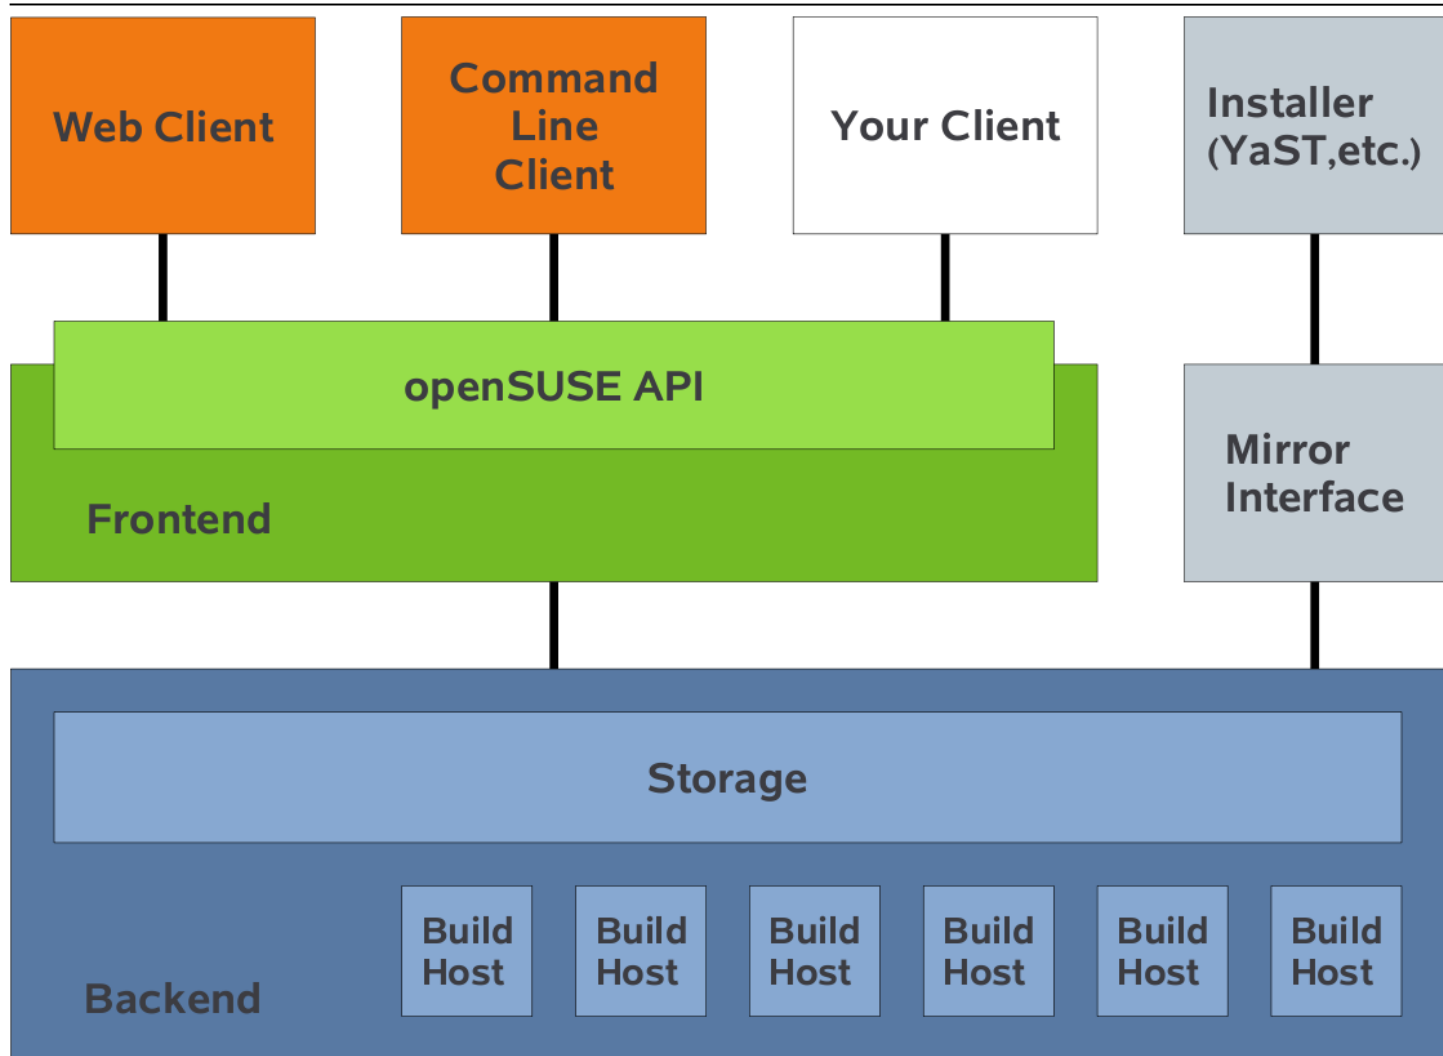 Web Client
Command
Line
Client
Your Client
Installer
(YaST,etc.)
openSUSE API
Frontend
Mirror
Interface
Storage
Build
Host
Build
Host
Build
Host
Build
Host
Build
Host
Build
Host
Backend